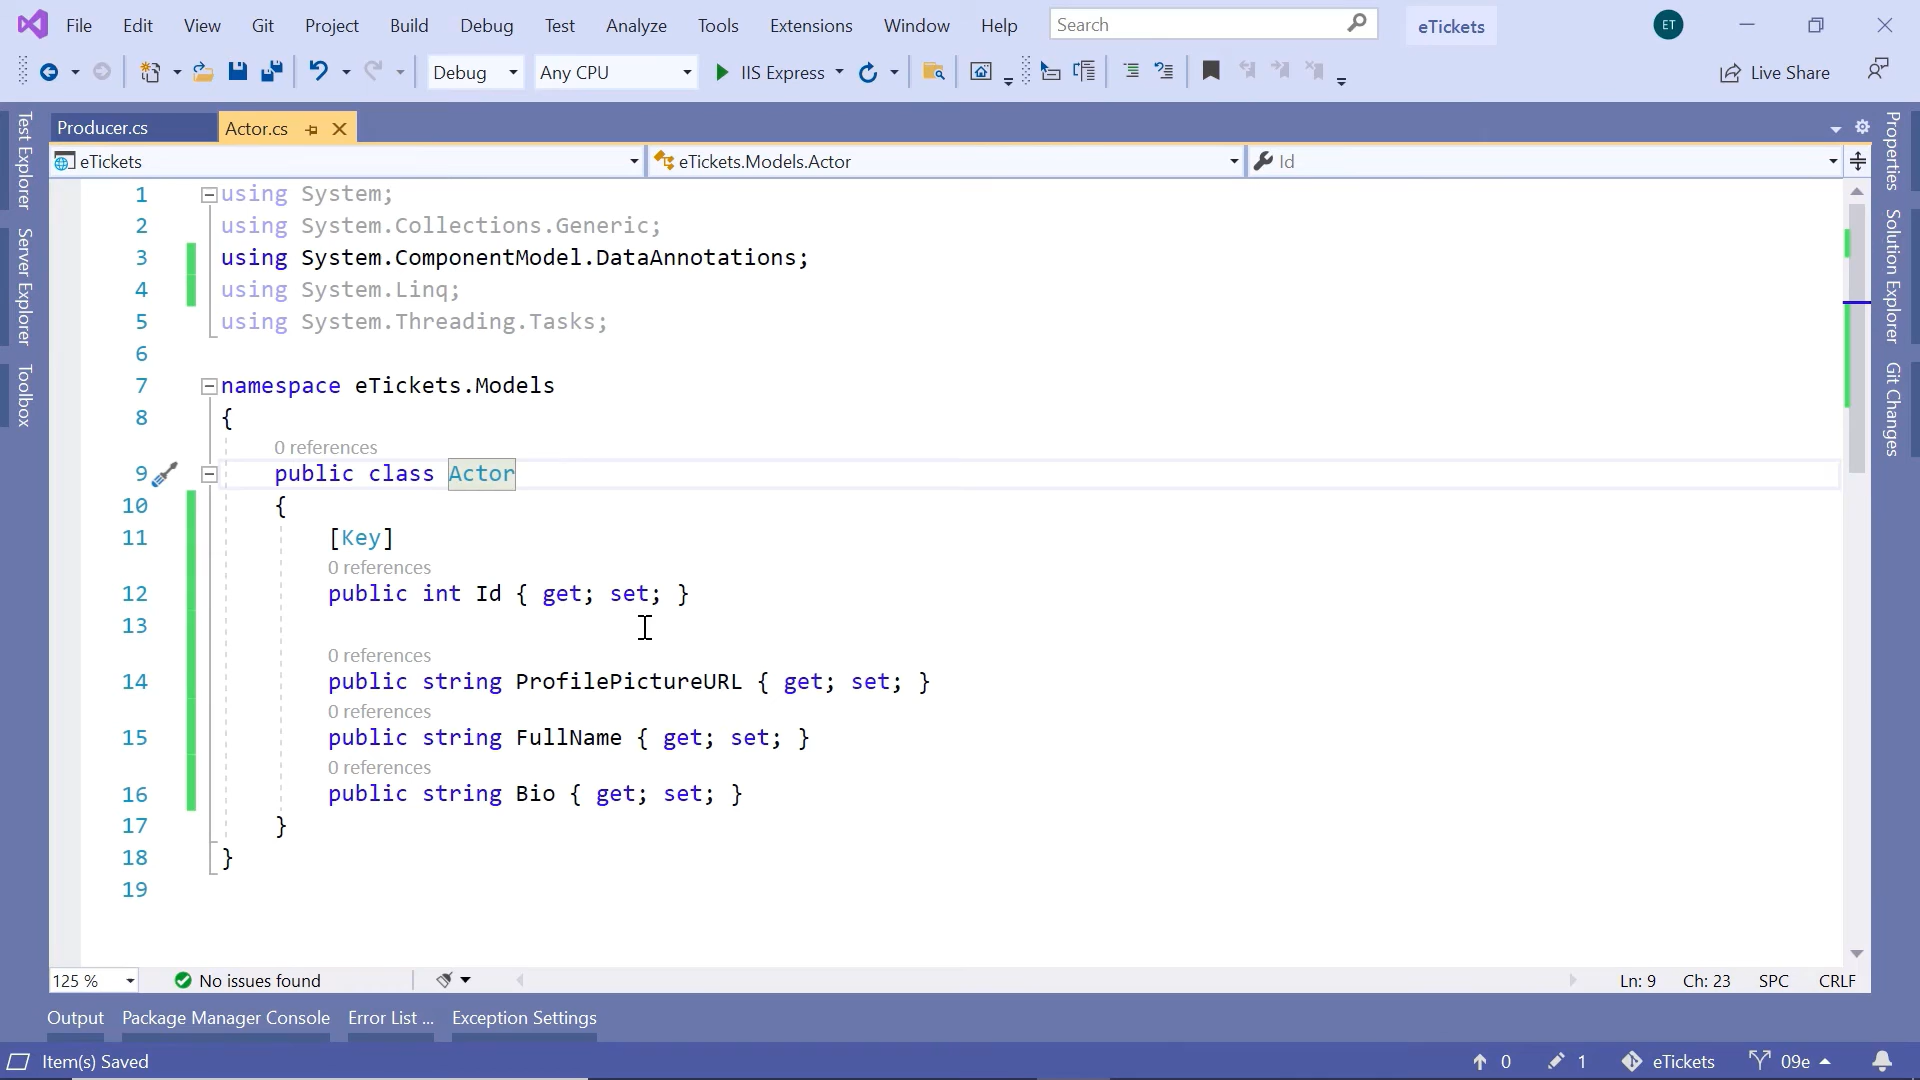 File Edit View Git Project Build Debug Test Analyze Tools Extensions Window Help Search eTickets ET
Debug Any CPU IIS Express Live Share
Test Explorer
Server Explorer
Toolbox
Producer.cs Actor.cs
eTickets eTickets.Models.Actor Id
1 using System;
2 using System.Collections.Generic;
3 using System.ComponentModel.DataAnnotations;
4 using System.Linq;
5 using System.Threading.Tasks;
6
7 namespace eTickets.Models
8 {
0 references
9 public class Actor
10 {
11 [Key]
0 references
12 public int Id { get; set; }
13
0 references
14 public string ProfilePictureURL { get; set; }
0 references
15 public string FullName { get; set; }
0 references
16 public string Bio { get; set; }
17 }
18 }
19
Properties
Solution Explorer
Git Changes
125 % No issues found Ln: 9 Ch: 23 SPC CRLF
Output Package Manager Console Error List ... Exception Settings
Item(s) Saved 0 1 eTickets 09e